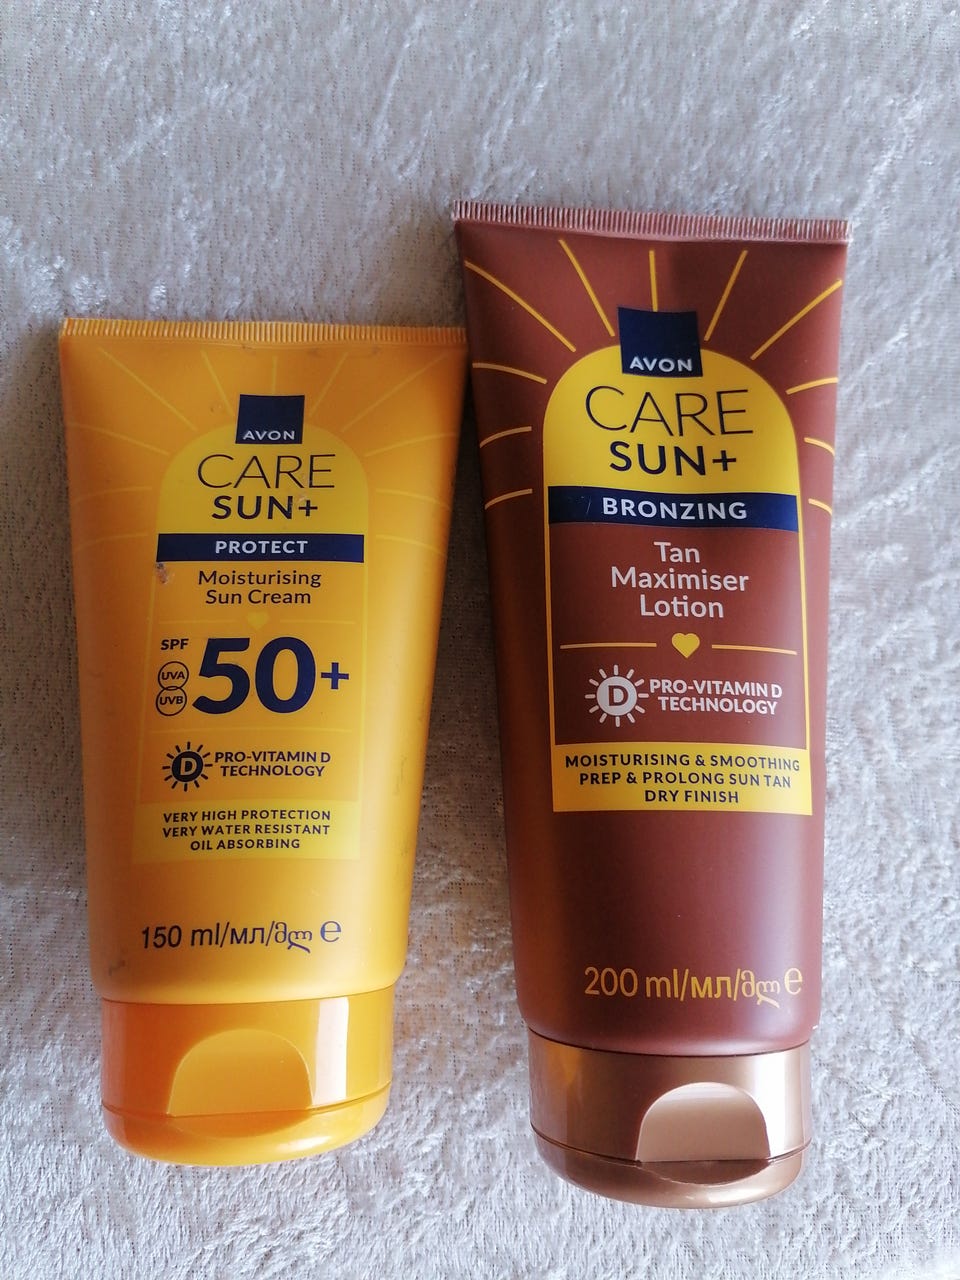 AVON
CARE
SUN+
PROTECT
Moisturising
Sun Cream
SPF
50+
UVA
UVB
D
PRO-VITAMIN D
TECHNOLOGY
VERY HIGH PROTECTION
VERY WATER RESISTANT
OIL ABSORBING
150 ml/мл/მლ e
AVON
CARE
SUN+
BRONZING
Tan
Maximiser
Lotion
D
PRO-VITAMIN D
TECHNOLOGY
MOISTURISING & SMOOTHING
PREP & PROLONG SUN TAN
DRY FINISH
200 ml/мл/მლ e